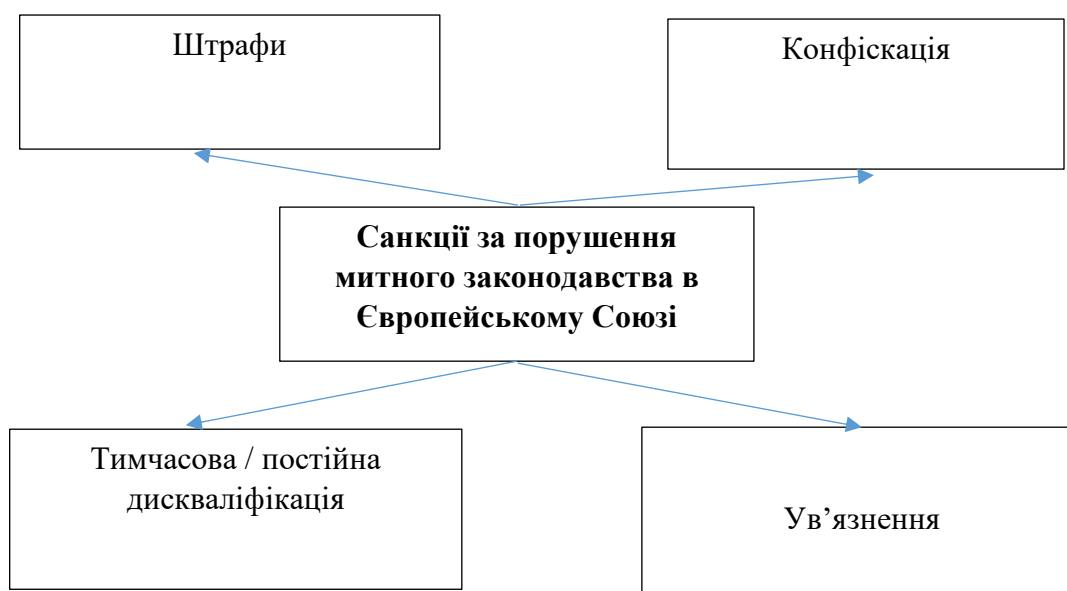 Штрафи
Конфіскація
Санкції за порушення
митного законодавства в
Європейському Союзі
Тимчасова / постійна
дискваліфікація
Ув’язнення